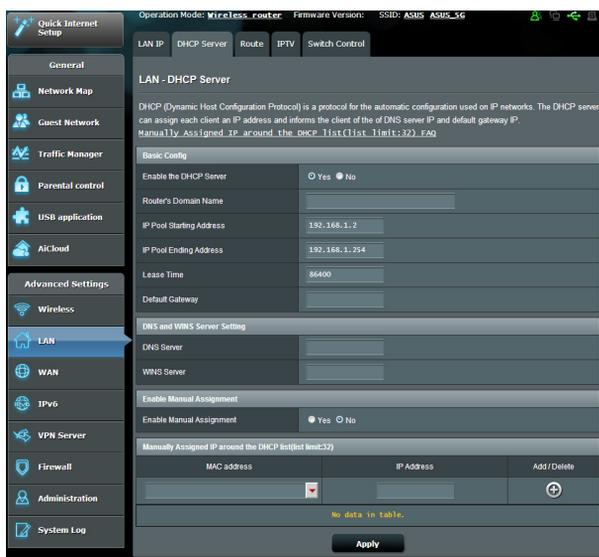 Quick Internet Setup
Operation Mode: Wireless router Firmware Version: SSID: ASUS ASUS_5G
LAN IP DHCP Server Route IPTV Switch Control
General
Network Map
Guest Network
Traffic Manager
Parental control
USB application
AiCloud
Advanced Settings
Wireless
LAN
WAN
IPv6
VPN Server
Firewall
Administration
System Log
LAN - DHCP Server
DHCP (Dynamic Host Configuration Protocol) is a protocol for the automatic configuration used on IP networks. The DHCP server
can assign each client an IP address and informs the client of the of DNS server IP and default gateway IP.
Manually Assigned IP around the DHCP list(list limit:32) FAQ
Basic Config
Enable the DHCP Server Yes No
Router's Domain Name
IP Pool Starting Address 192.168.1.2
IP Pool Ending Address 192.168.1.254
Lease Time 86400
Default Gateway
DNS and WINS Server Setting
DNS Server
WINS Server
Enable Manual Assignment
Enable Manual Assignment Yes No
Manually Assigned IP around the DHCP list(list limit:32)
MAC address IP Address Add / Delete
No data in table.
Apply